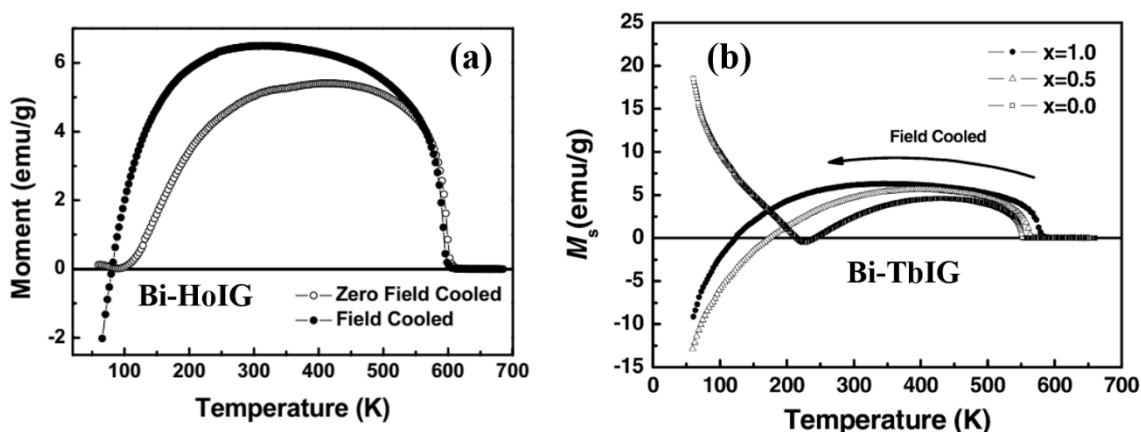 (a)
Moment (emu/g)
6
4
2
0
-2
Bi-HoIG
Zero Field Cooled
Field Cooled
100 200 300 400 500 600 700
Temperature (K)
(b)
Ms(emu/g)
25
20
15
10
5
0
-5
-10
-15
x=1.0
x=0.5
x=0.0
Field Cooled
Bi-TbIG
0 100 200 300 400 500 600 700
Temperature (K)